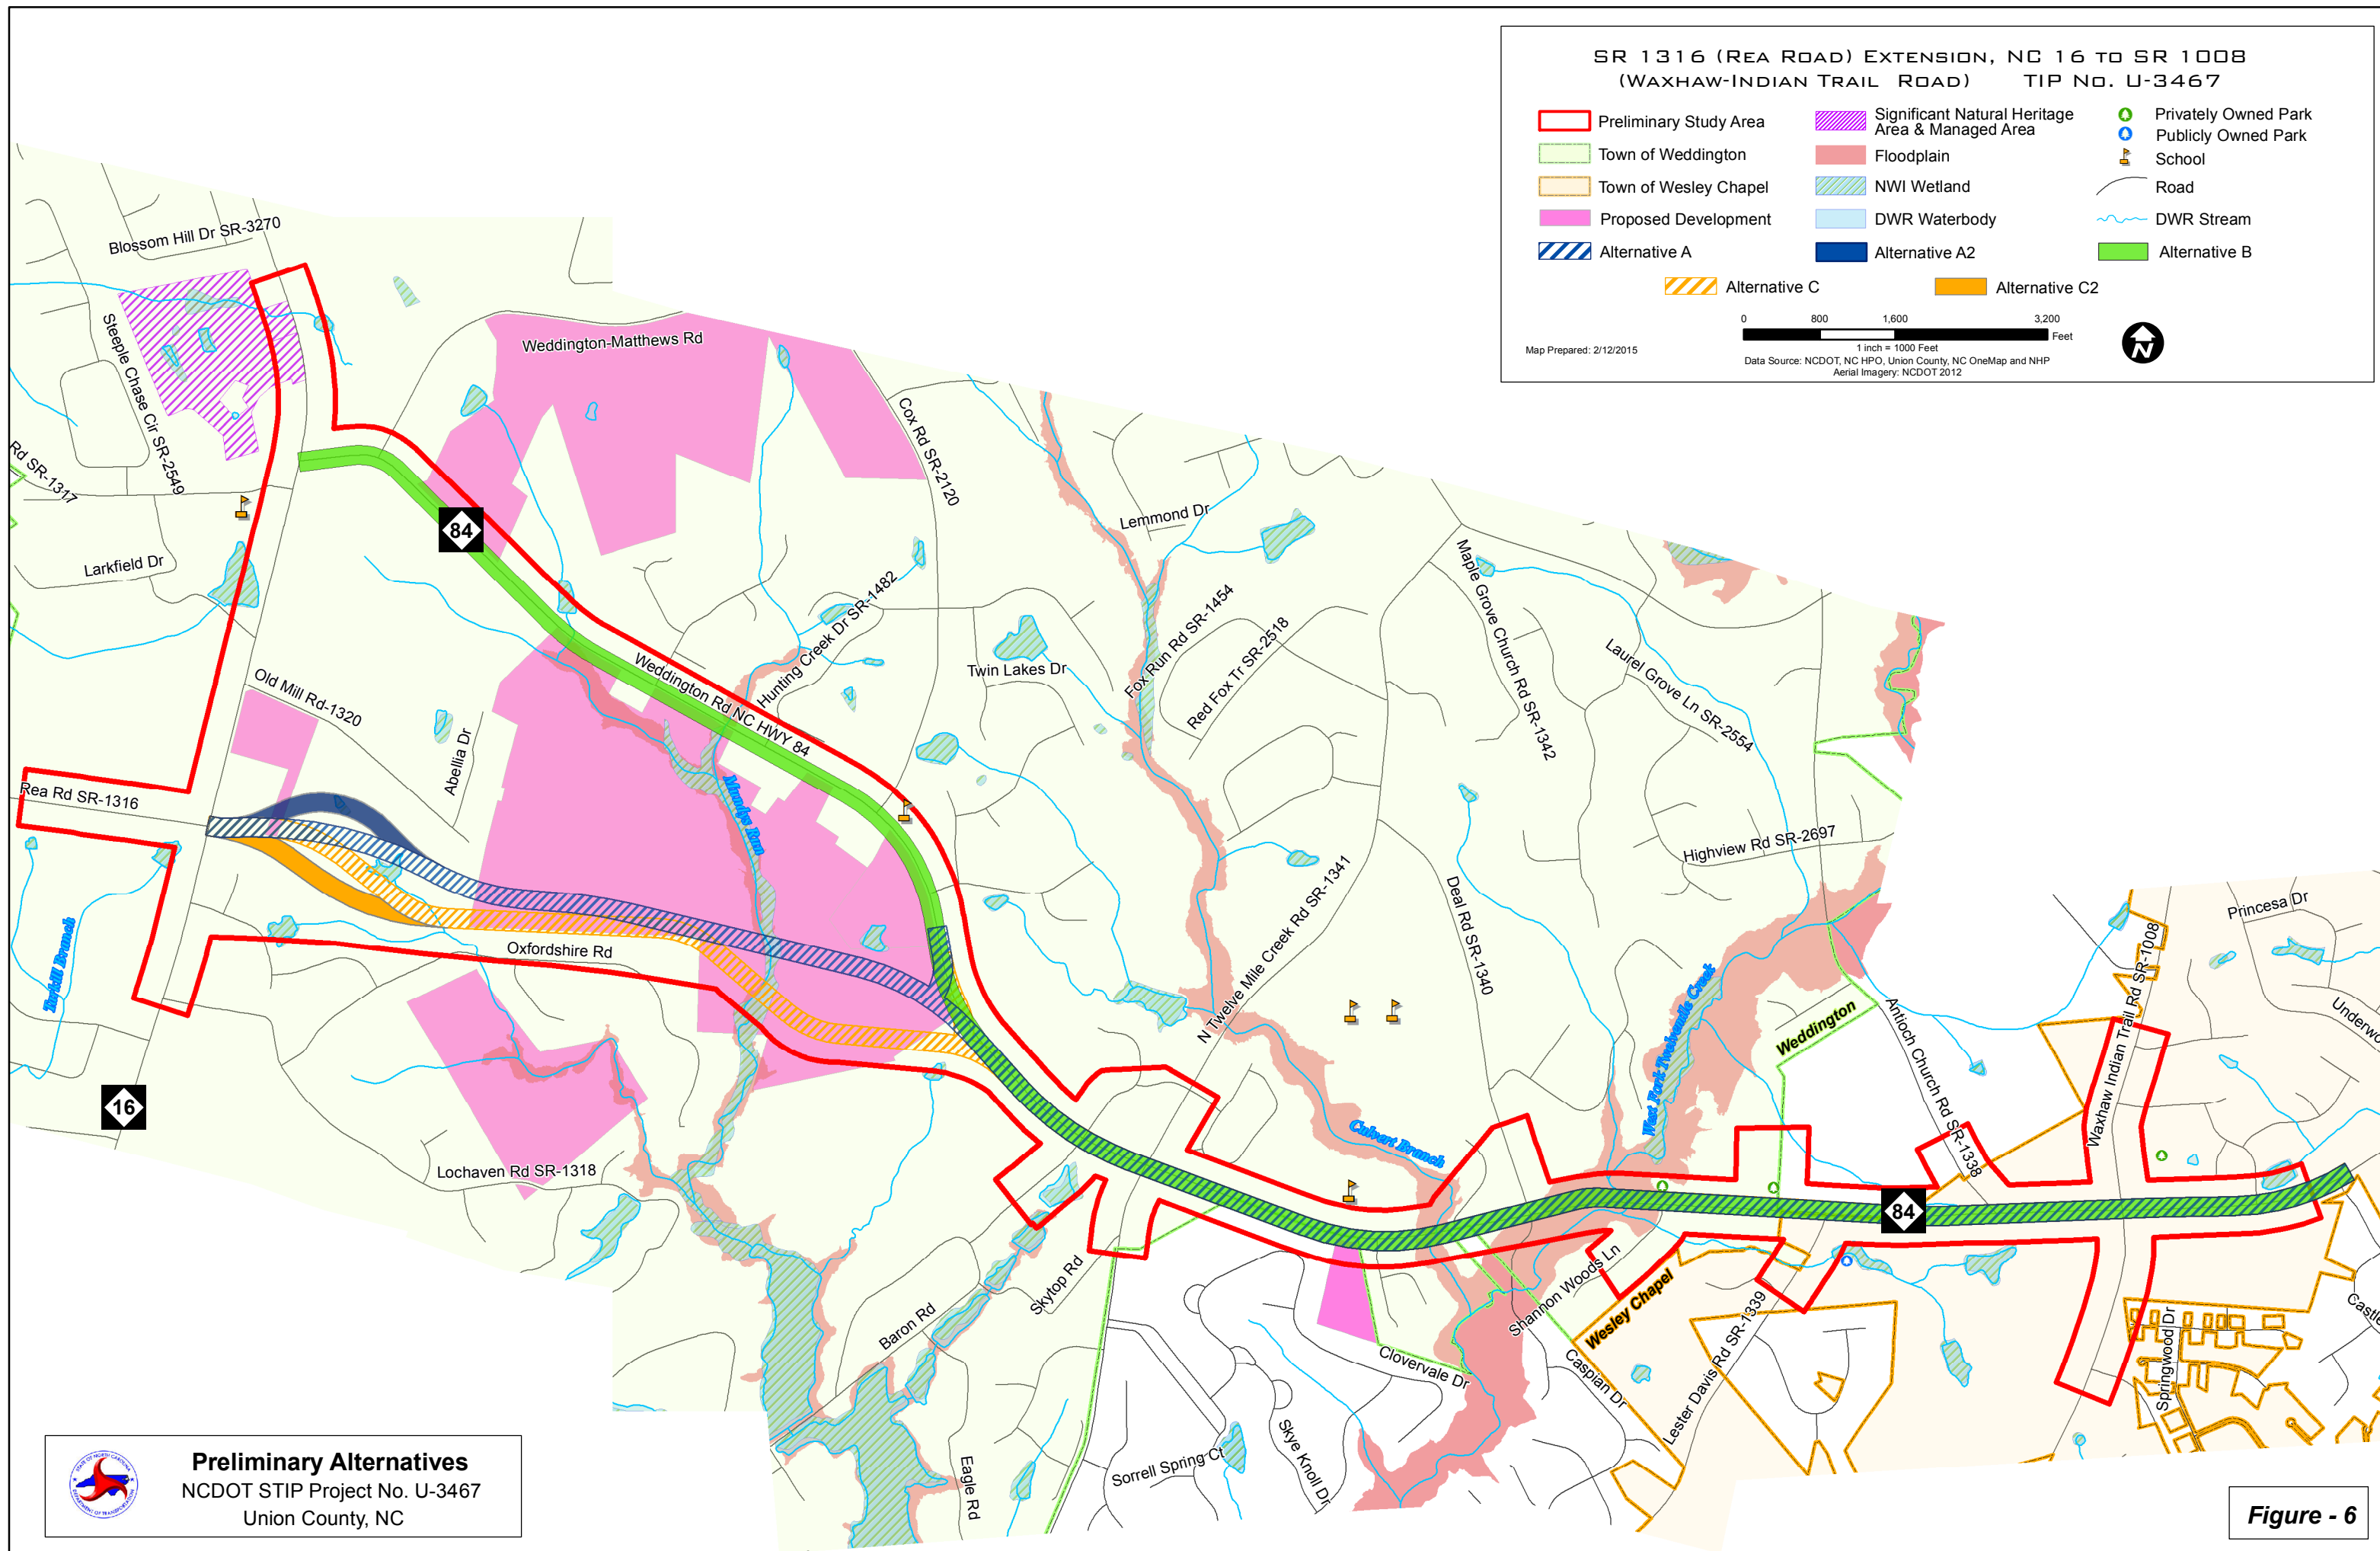 SR 1316 (Rea Road) Extension, NC 16 to SR 1008
(Waxhaw-Indian Trail Road) TIP No. U-3467
Preliminary Study Area
Town of Weddington
Town of Wesley Chapel
Proposed Development
Alternative A
Significant Natural Heritage
Area & Managed Area
Floodplain
NWI Wetland
DWR Waterbody
Alternative A2
Privately Owned Park
Publicly Owned Park
School
Road
DWR Stream
Alternative B
Alternative C
Alternative C2
0 800 1,600 3,200
Feet
1 inch = 1000 Feet
Map Prepared: 2/12/2015
Data Source: NCDOT, NC HPO, Union County, NC OneMap and NHP
Aerial Imagery: NCDOT 2012
N
Blossom Hill Dr SR-3270
Steeple Chase Cir SR-2549
Rd SR-1317
Larkfield Dr
Weddington-Matthews Rd
84
Cox Rd SR-2120
Lemmond Dr
Hunting Creek Dr SR-1482
Weddington Rd NC HWY 84
Twin Lakes Dr
Fox Run Rd SR-1454
Red Fox Tr SR-2518
Maple Grove Church Rd SR-1342
Laurel Grove Ln SR-2554
Highview Rd SR-2697
Old Mill Rd-1320
Abellia Dr
Rea Rd SR-1316
Mundys Run
Oxfordshire Rd
Tarkill Branch
16
Lochaven Rd SR-1318
N Twelve Mile Creek Rd SR-1341
Deal Rd SR-1340
West Fork Twelvemile Creek
Culvert Branch
Weddington
Antioch Church Rd SR-1338
Waxhaw Indian Trail Rd SR-1008
Princesa Dr
Underwo
84
Baron Rd
Skytop Rd
Eagle Rd
Sorrell Spring Ct
Skye Knoll Dr
Clovervale Dr
Shannon Woods Ln
Wesley Chapel
Caspian Dr
Lester Davis Rd SR-1339
Springwood Dr
Castle
Preliminary Alternatives
NCDOT STIP Project No. U-3467
Union County, NC
Figure - 6